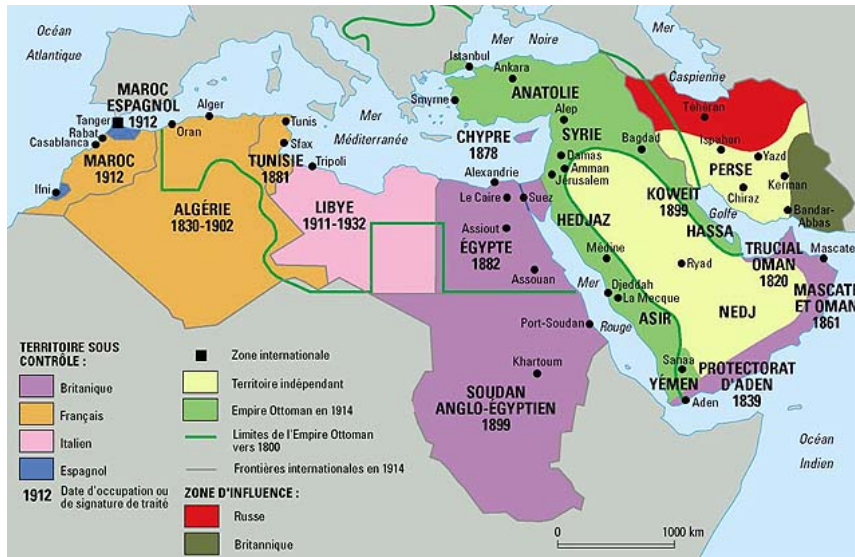 Océan
Atlantique
Mer Noire
Mer
Caspienne
Istanbul
Ankara
ANATOLIE
Smyrne
MAROC
ESPAGNOL
1912
Tanger
Rabat
Casablanca
MAROC
1912
Ifni
Alger
Oran
Tunis
Sfax
TUNISIE
1881
Tripoli
Mer
Méditerranée
CHYPRE
1878
Alep
SYRIE
Damas
Amman
Jérusalem
Bagdad
Téhéran
Ispahan
Yazd
PERSE
Kerman
Chiraz
Bandar-
Abbas
KOWEIT
1899
Golfe
HASSA
Alexandrie
Le Caire
Suez
ALGÉRIE
1830-1902
LIBYE
1911-1932
Assiout
ÉGYPTE
1882
Assouan
HEDJAZ
Médine
Mer
Rouge
Djeddah
La Mecque
Ryad
TRUCIAL
OMAN
1820
Mascate
MASCATE
ET OMAN
1861
ASIR
NEDJ
Port-Soudan
Khartoum
SOUDAN
ANGLO-ÉGYPTIEN
1899
Sanaa
YÉMEN
Aden
PROTECTORAT
D'ADEN
1839
Océan
Indien
TERRITOIRE SOUS
CONTRÔLE :
Britanique
Français
Italien
Espagnol
1912 Date d'occupation ou
de signature de traité
Zone internationale
Territoire indépendant
Empire Ottoman en 1914
Limites de l'Empire Ottoman
vers 1800
Frontières internationales en 1914
ZONE D'INFLUENCE :
Russe
Britannique
0 1000 km